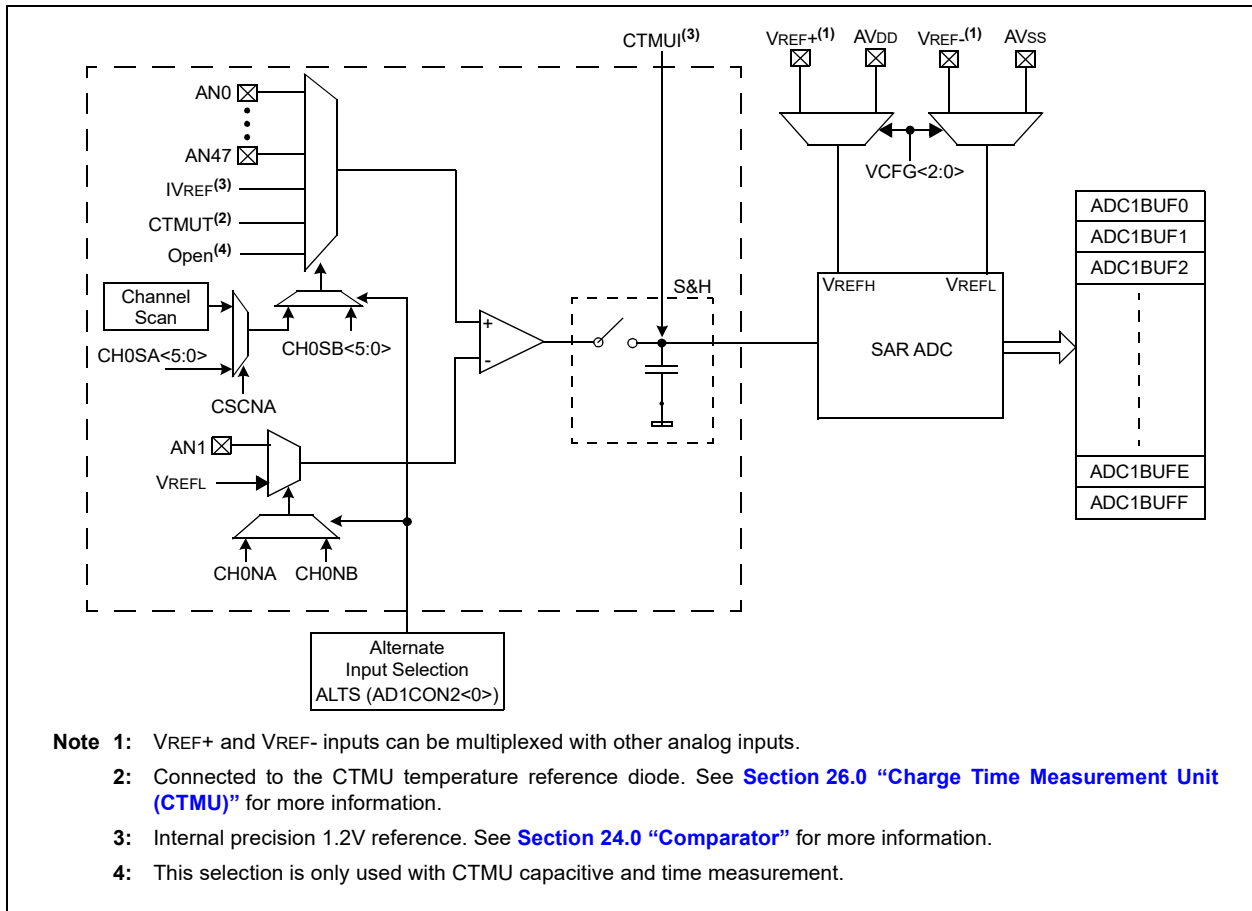 CTMUI(3)
VREF+(1)
AVDD
VREF-(1)
AVSS
AN0
AN47
IVREF(3)
CTMUT(2)
Open(4)
VCFG<2:0>
ADC1BUF0
ADC1BUF1
ADC1BUF2
Channel
Scan
S&H
VREFH
VREFL
CH0SA<5:0>
CH0SB<5:0>
+
-
SAR ADC
CSCNA
AN1
VREFL
ADC1BUFE
ADC1BUFF
CH0NA
CH0NB
Alternate
Input Selection
ALTS (AD1CON2<0>)
Note 1: VREF+ and VREF- inputs can be multiplexed with other analog inputs.
2: Connected to the CTMU temperature reference diode. See Section 26.0 “Charge Time Measurement Unit
(CTMU)” for more information.
3: Internal precision 1.2V reference. See Section 24.0 “Comparator” for more information.
4: This selection is only used with CTMU capacitive and time measurement.